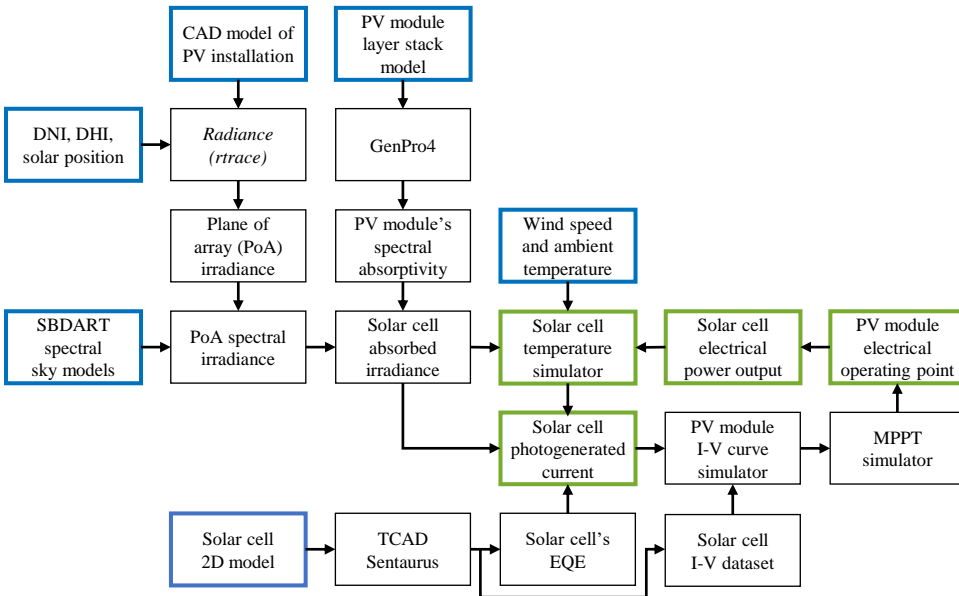 CAD model of
PV installation
PV module
layer stack
model
DNI, DHI,
solar position
Radiance
(rtrace)
GenPro4
Plane of
array (PoA)
irradiance
PV module's
spectral
absorptivity
Wind speed
and ambient
temperature
SBDART
spectral
sky models
PoA spectral
irradiance
Solar cell
absorbed
irradiance
Solar cell
temperature
simulator
Solar cell
electrical
power output
PV module
electrical
operating point
Solar cell
photogenerated
current
PV module
I-V curve
simulator
MPPT
simulator
Solar cell
2D model
TCAD
Sentaurus
Solar cell's
EQE
Solar cell
I-V dataset